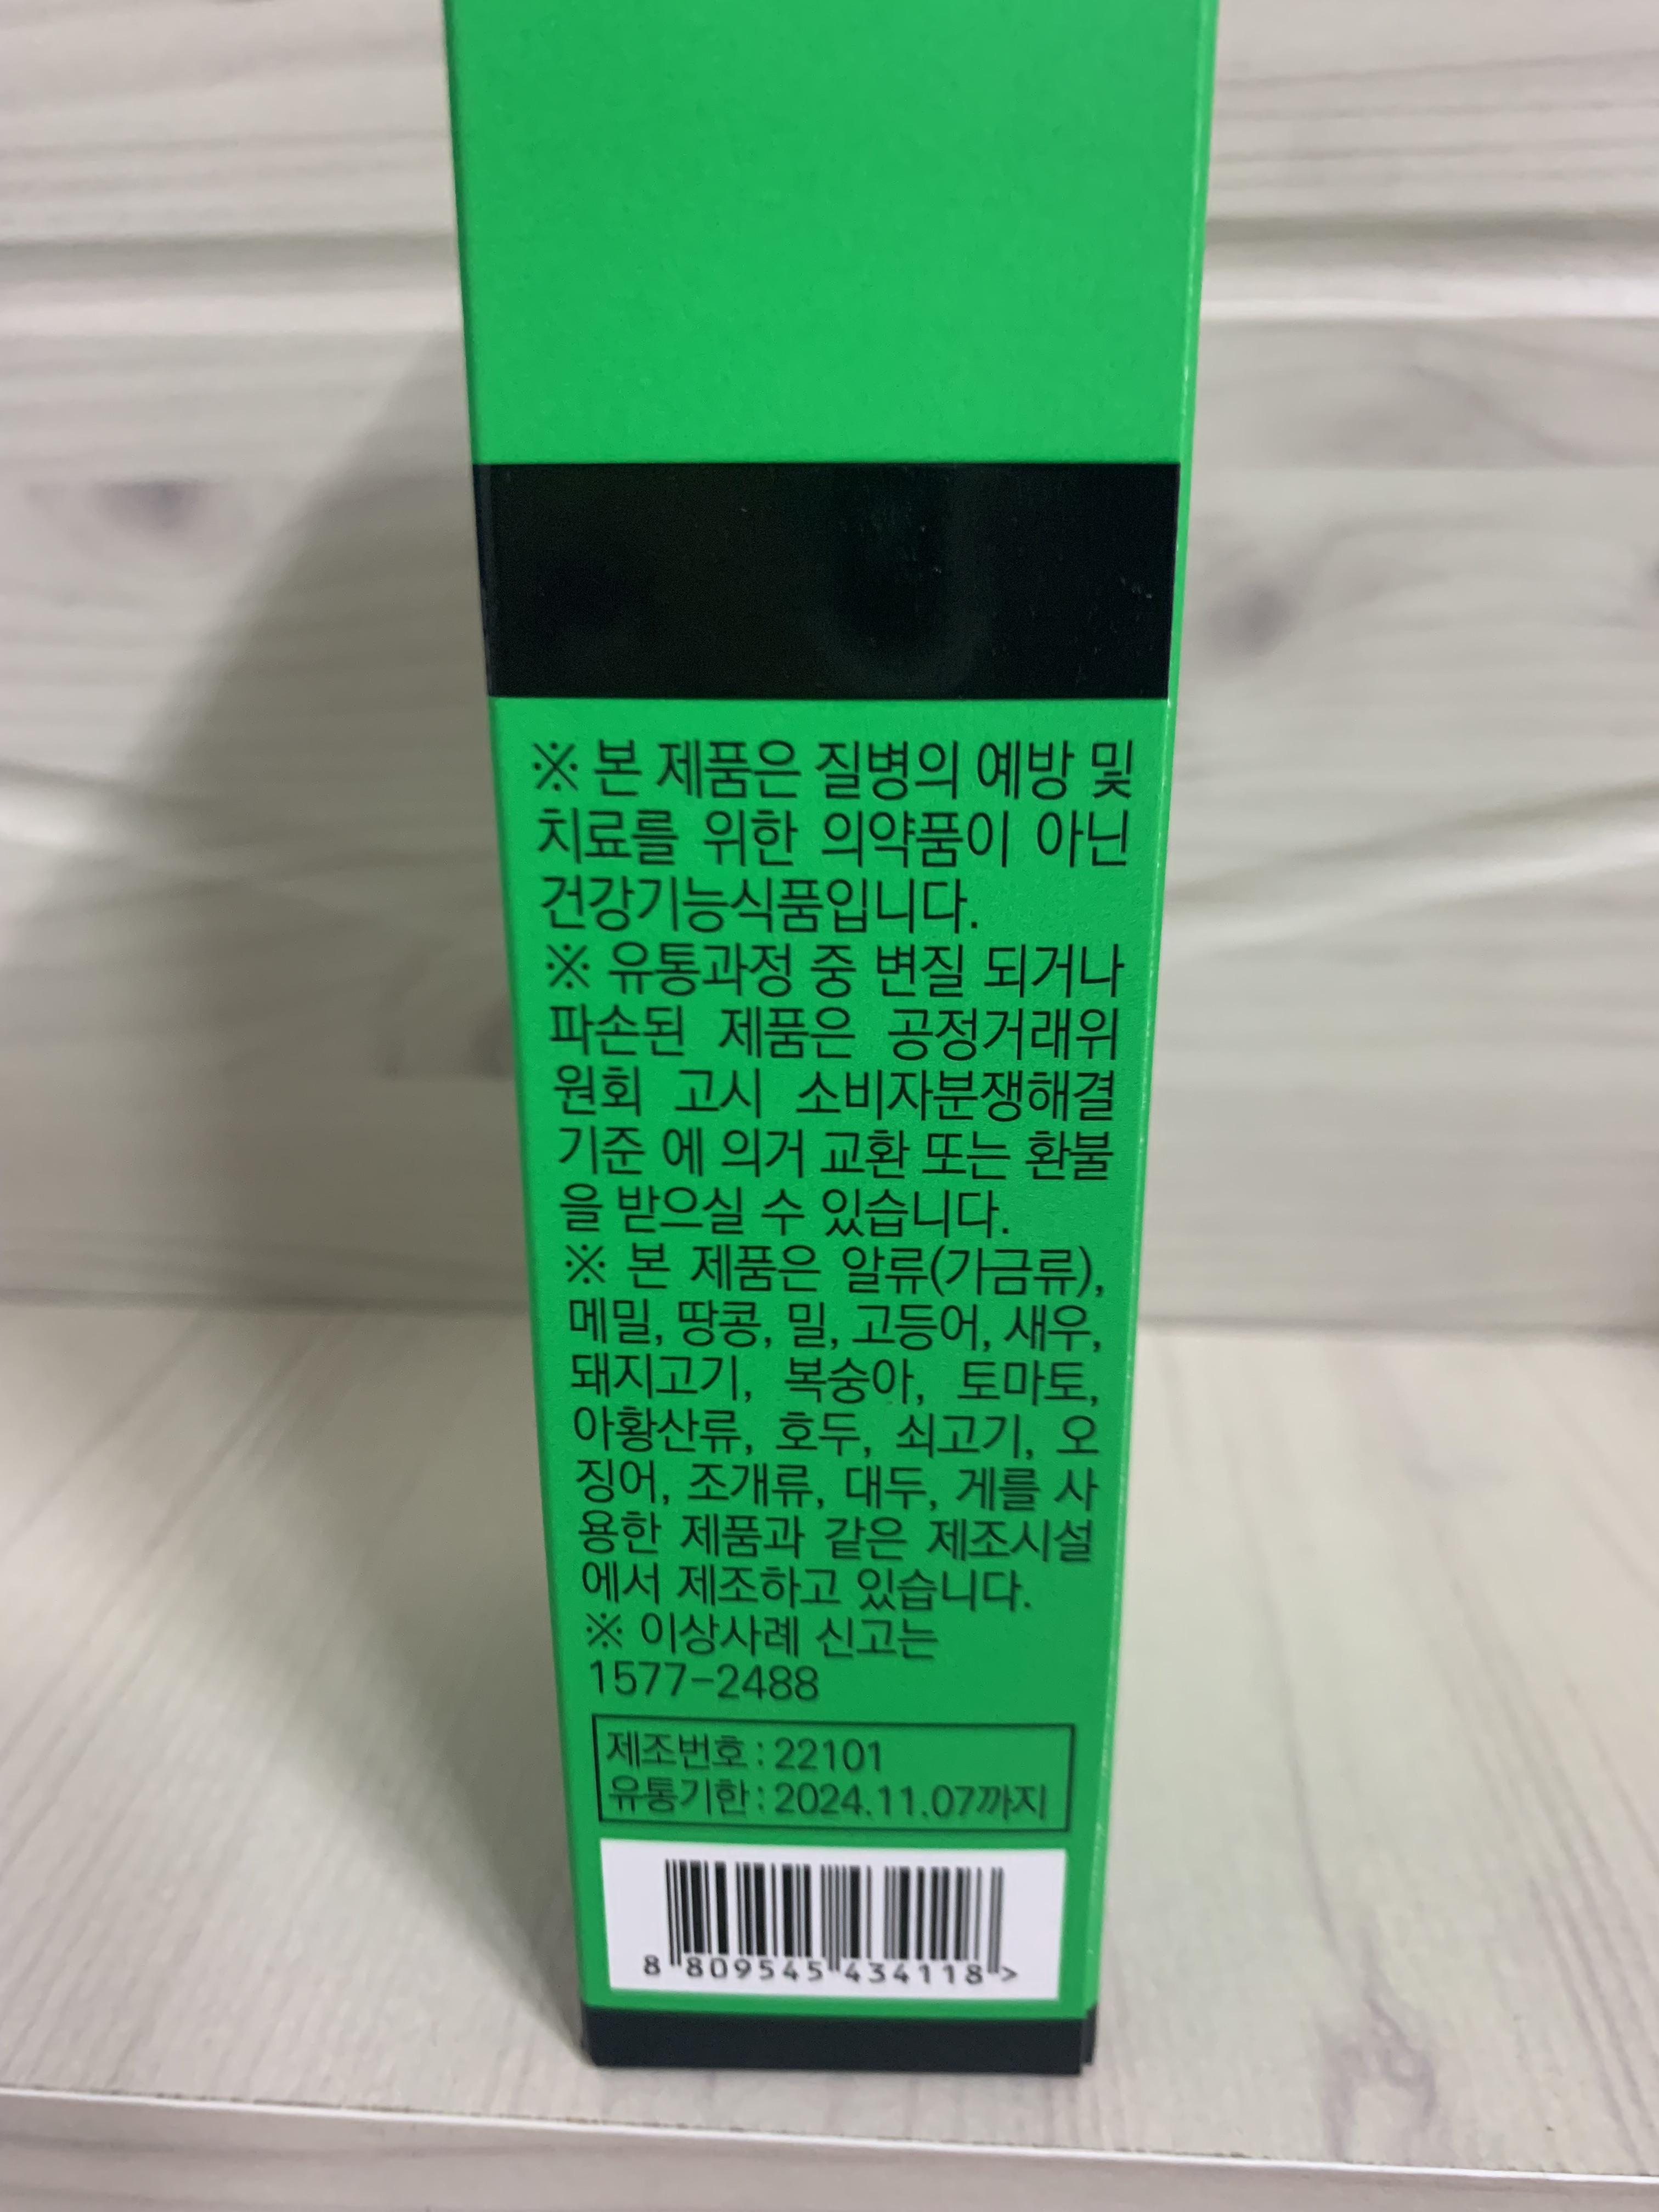 ※ 본 제품은 질병의 예방 및
치료를 위한 의약품이 아닌
건강기능식품입니다.
※ 유통과정 중 변질 되거나
파손된 제품은 공정거래위
원회 고시 소비자분쟁해결
기준 에 의거 교환 또는 환불
을 받으실 수 있습니다.
※ 본 제품은 알류(가금류),
메밀, 땅콩, 밀, 고등어, 새우,
돼지고기, 복숭아, 토마토,
아황산류, 호두, 쇠고기, 오
징어, 조개류, 대두, 게를 사
용한 제품과 같은 제조시설
에서 제조하고 있습니다.
※ 이상사례 신고는
1577-2488
제조번호 : 22101
유통기한 : 2024.11.07까지
8 809545 434118 >